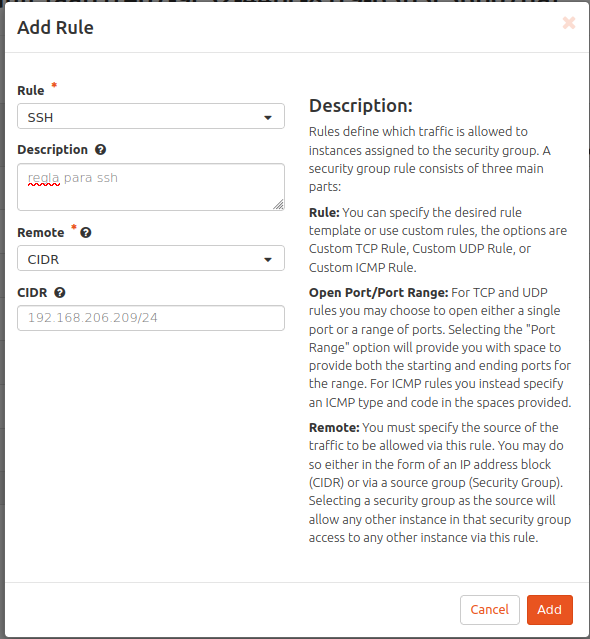 Add Rule
×
Rule *
SSH
Description
regla para ssh
Remote *
CIDR
CIDR
192.168.206.209/24
Description:
Rules define which traffic is allowed to
instances assigned to the security group. A
security group rule consists of three main
parts:
Rule: You can specify the desired rule
template or use custom rules, the options are
Custom TCP Rule, Custom UDP Rule, or
Custom ICMP Rule.
Open Port/Port Range: For TCP and UDP
rules you may choose to open either a single
port or a range of ports. Selecting the "Port
Range" option will provide you with space to
provide both the starting and ending ports for
the range. For ICMP rules you instead specify
an ICMP type and code in the spaces provided.
Remote: You must specify the source of the
traffic to be allowed via this rule. You may do
so either in the form of an IP address block
(CIDR) or via a source group (Security Group).
Selecting a security group as the source will
allow any other instance in that security group
access to any other instance via this rule.
Cancel
Add